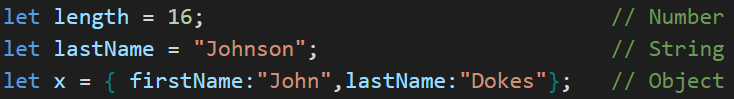 let length = 16; // Number
let lastName = "Johnson"; // String
let x = { firstName:"John",lastName:"Dokes"}; // Object